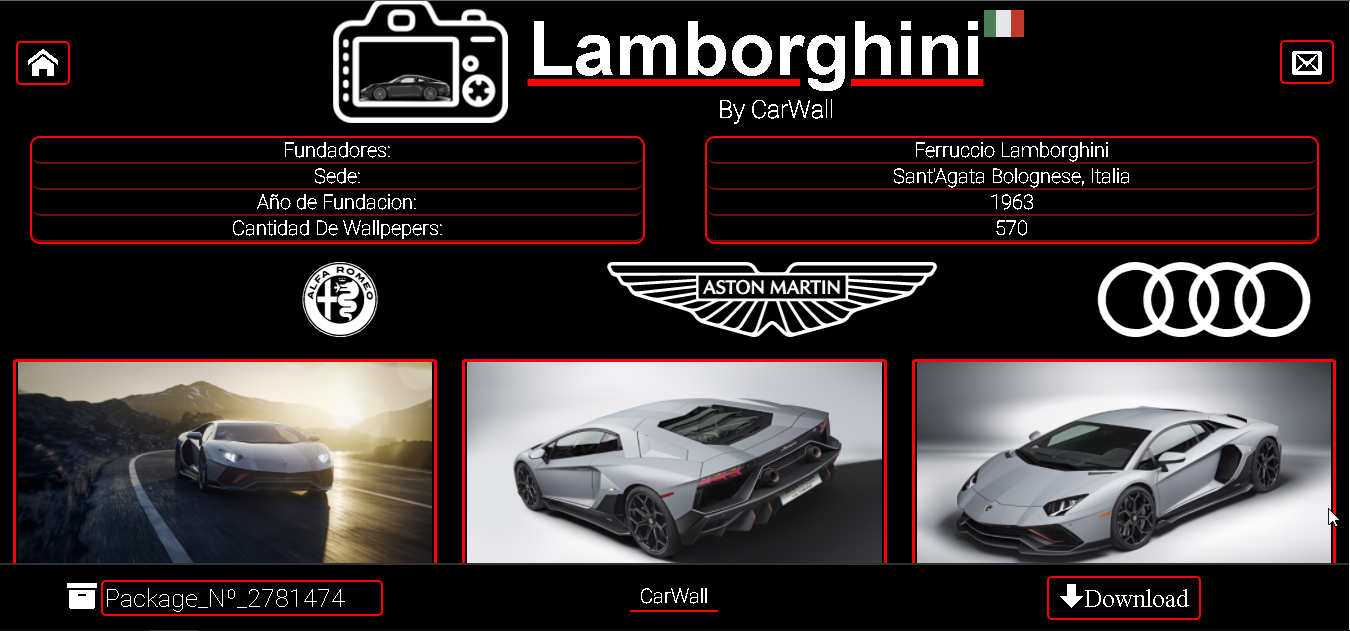 Lamborghini
By CarWall
Fundadores:
Ferruccio Lamborghini
Sede:
Sant'Agata Bolognese, Italia
Año de Fundacion:
1963
Cantidad De Wallpepers:
570
ALFA ROMEO
ASTON MARTIN
Package_Nº_2781474
CarWall
Download